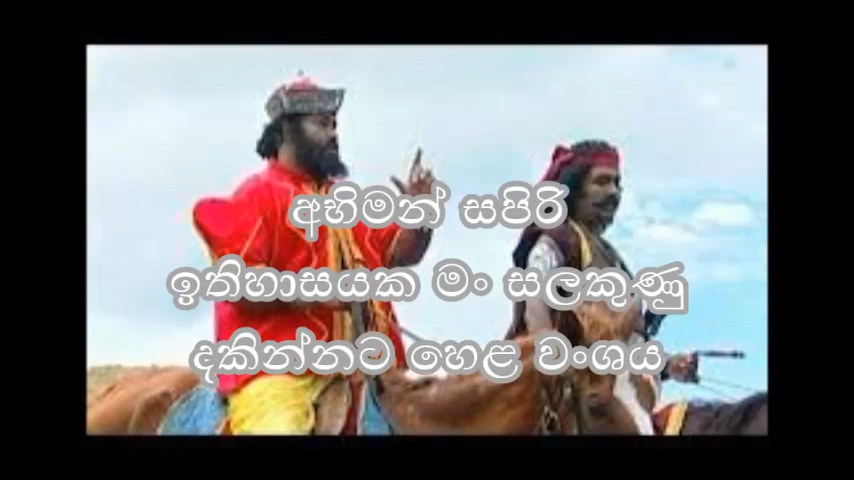 අභිමන් සපිරි
ඉතිහාසයක මං සලකුණු
දකින්නට හෙළ වංශය